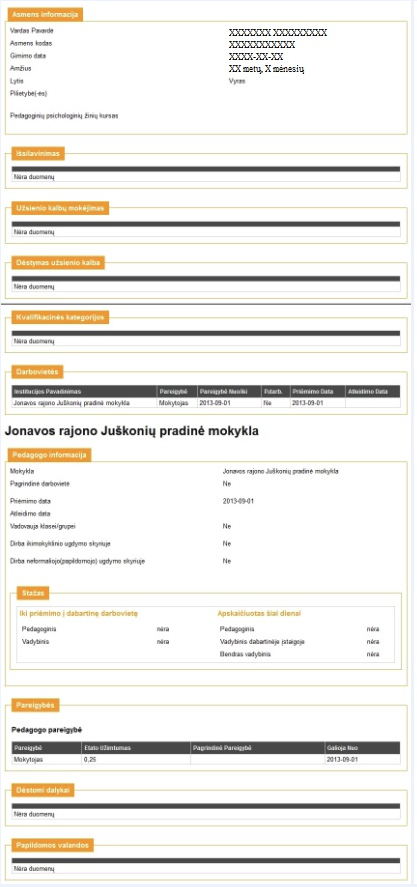 Asmens informacija
Vardas Pavardė XXXXXXX XXXXXXXXXX
Asmens kodas XXXXXXXXXXX
Gimimo data XXXX-XX-XX
Amžius XX metų, X mėnesių
Lytis Vyras
Pilietybė(-ės)
Pedagoginių psichologinių žinių kursas
Išsilavinimas
Nėra duomenų
Užsienio kalbų mokėjimas
Nėra duomenų
Dėstymas užsienio kalba
Nėra duomenų
Kvalifikacinės kategorijos
Nėra duomenų
Darbovietės
Institucijos Pavadinimas Pareigybė Pareigybė Nuo/Iki P.darb. Priėmimo Data Atleidimo Data
Jonavos rajono Juškonių pradinė mokykla Mokytojas 2013-09-01 Ne 2013-09-01
Jonavos rajono Juškonių pradinė mokykla
Pedagogo informacija
Mokykla Jonavos rajono Juškonių pradinė mokykla
Pagrindinė darbovietė Ne
Priėmimo data 2013-09-01
Atleidimo data
Vadovauja klasei/grupei Ne
Dirba ikimokyklinio ugdymo skyriuje Ne
Dirba neformaliojo(papildomojo) ugdymo skyriuje Ne
Stažas
Iki priėmimo į dabartinę darbovietę Apskaičiuotas šiai dienai
Pedagoginis nėra Pedagoginis nėra
Vadybinis nėra Vadybinis dabartinėje įstaigoje nėra
Bendras vadybinis nėra
Pareigybės
Pedagogo pareigybė
Pareigybė Etato Užimtumas Pagrindinė Pareigybė Galioja Nuo
Mokytojas 0,25 2013-09-01
Dėstomi dalykai
Nėra duomenų
Papildomos valandos
Nėra duomenų